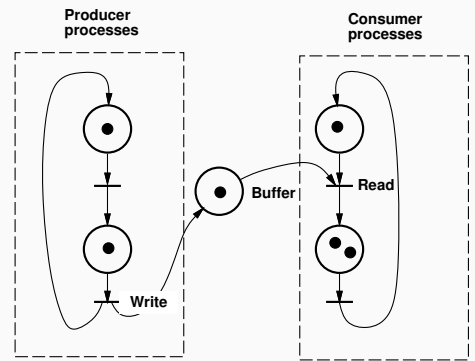 Producer
processes
Consumer
processes
Buffer
Read
Write